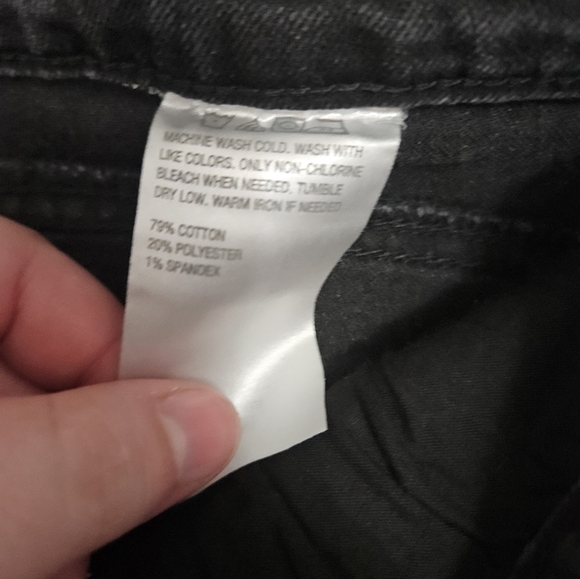 MACHINE WASH COLD. WASH WITH
LIKE COLORS. ONLY NON-CHLORINE
BLEACH WHEN NEEDED. TUMBLE
DRY LOW. WARM IRON IF NEEDED
79% COTTON
20% POLYESTER
1% SPANDEX